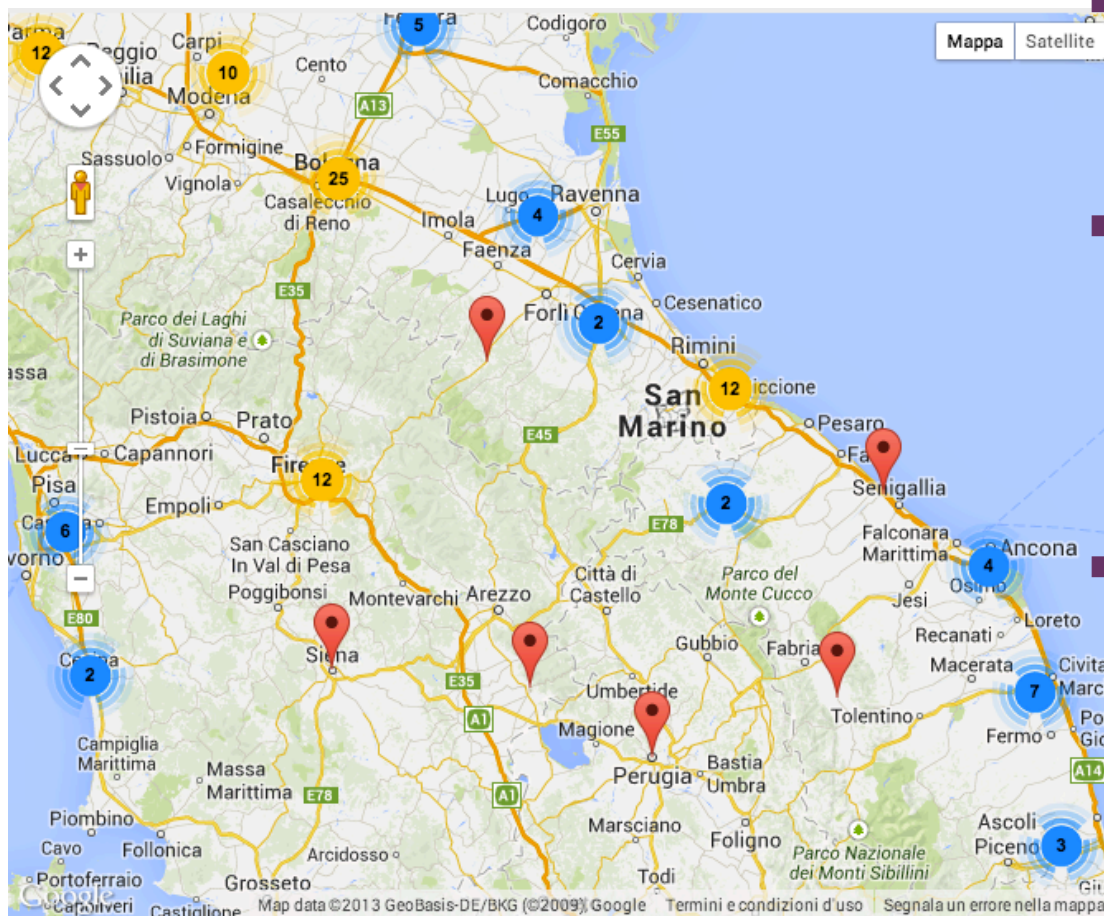 5
Codigoro
Mappa
Satellite
12
Carpi
10
Cento
Comacchio
Modena
A13
E55
Sassuolo
Formigine
Bologna
25
Vignola
Casalecchio
di Reno
Lugo
4
Ravenna
Imola
Faenza
Cervia
E35
Cesenatico
Forlì
2
Parco dei Laghi
di Suviana e
di Brasimone
Rimini
12
San
Marino
Pistoia
Prato
Pesaro
E45
Lucca
Capannori
Firenze
12
Pisa
Empoli
2
Senigallia
6
E78
Falconara
Marittima
Ancona
San Casciano
In Val di Pesa
4
Osimo
Città di
Castello
Parco del
Monte Cucco
Poggibonsi
Montevarchi
Arezzo
Jesi
E80
Loreto
Recanati
Gubbio
Siena
Macerata
2
E35
Umbertide
7
A1
Tolentino
Magione
Fermo
Campiglia
Marittima
Perugia
Bastia
Umbra
Massa
Marittima
A14
E78
A1
Piombino
Marsciano
Foligno
Ascoli
Piceno
3
Cavo
Follonica
Arcidosso
Parco Nazionale
dei Monti Sibillini
Portoferraio
Todi
Grosseto
Google
Capoliveri
Castiglione
Map data ©2013 GeoBasis-DE/BKG (©2009), Google
Termini e condizioni d'uso
Segnala un errore nella mappa